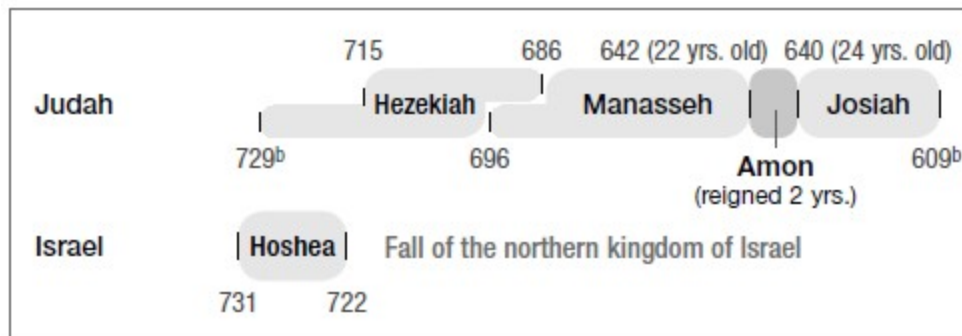 715 686 642 (22 yrs. old) 640 (24 yrs. old)
Judah Hezekiah Manasseh Josiah
729ᵇ 696 Amon 609ᵇ
(reigned 2 yrs.)
Israel Hoshea Fall of the northern kingdom of Israel
731 722